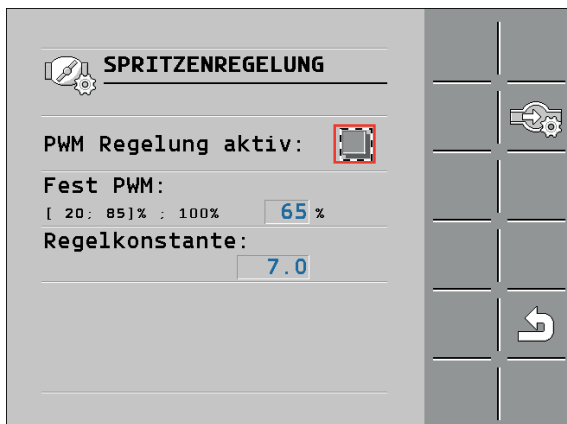 SPRITZENREGELUNG
PWM Regelung aktiv:
Fest PWM:
[ 20; 85]% ; 100% 65 %
Regelkonstante:
7.0